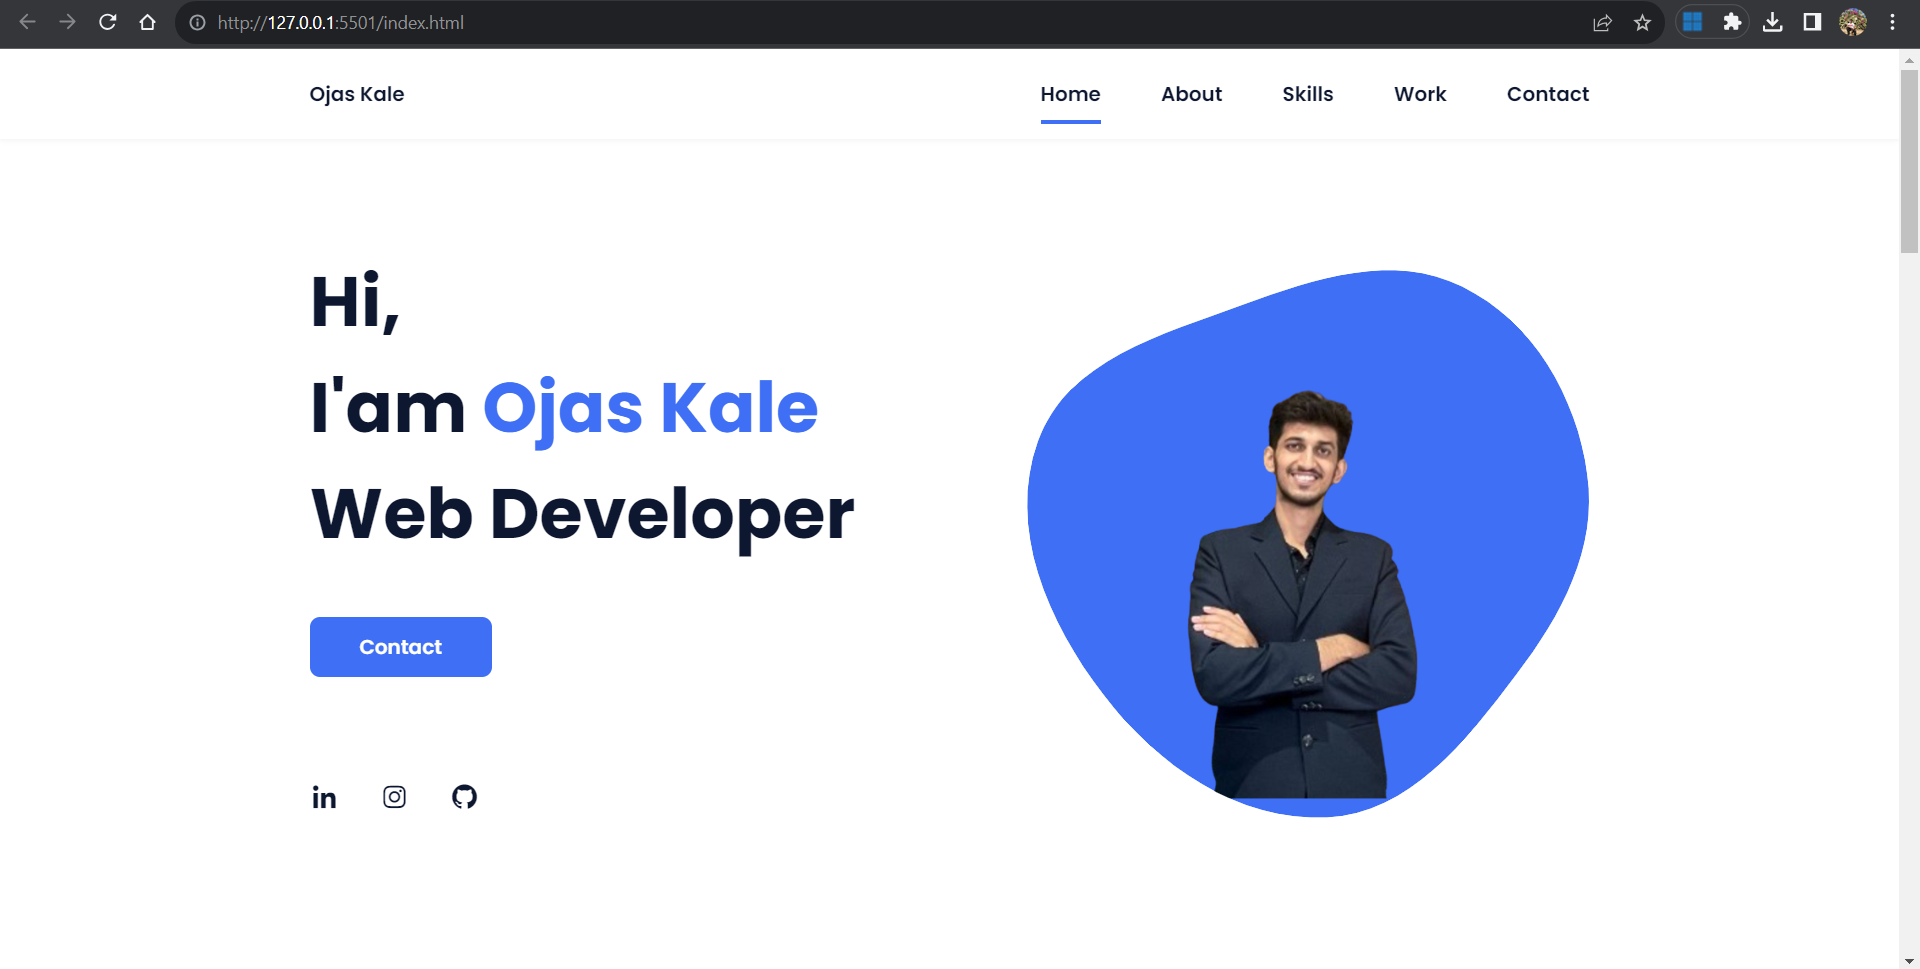 http://127.0.0.1:5501/index.html
Ojas Kale
Home About Skills Work Contact
Hi,
I'am Ojas Kale
Web Developer
Contact
in